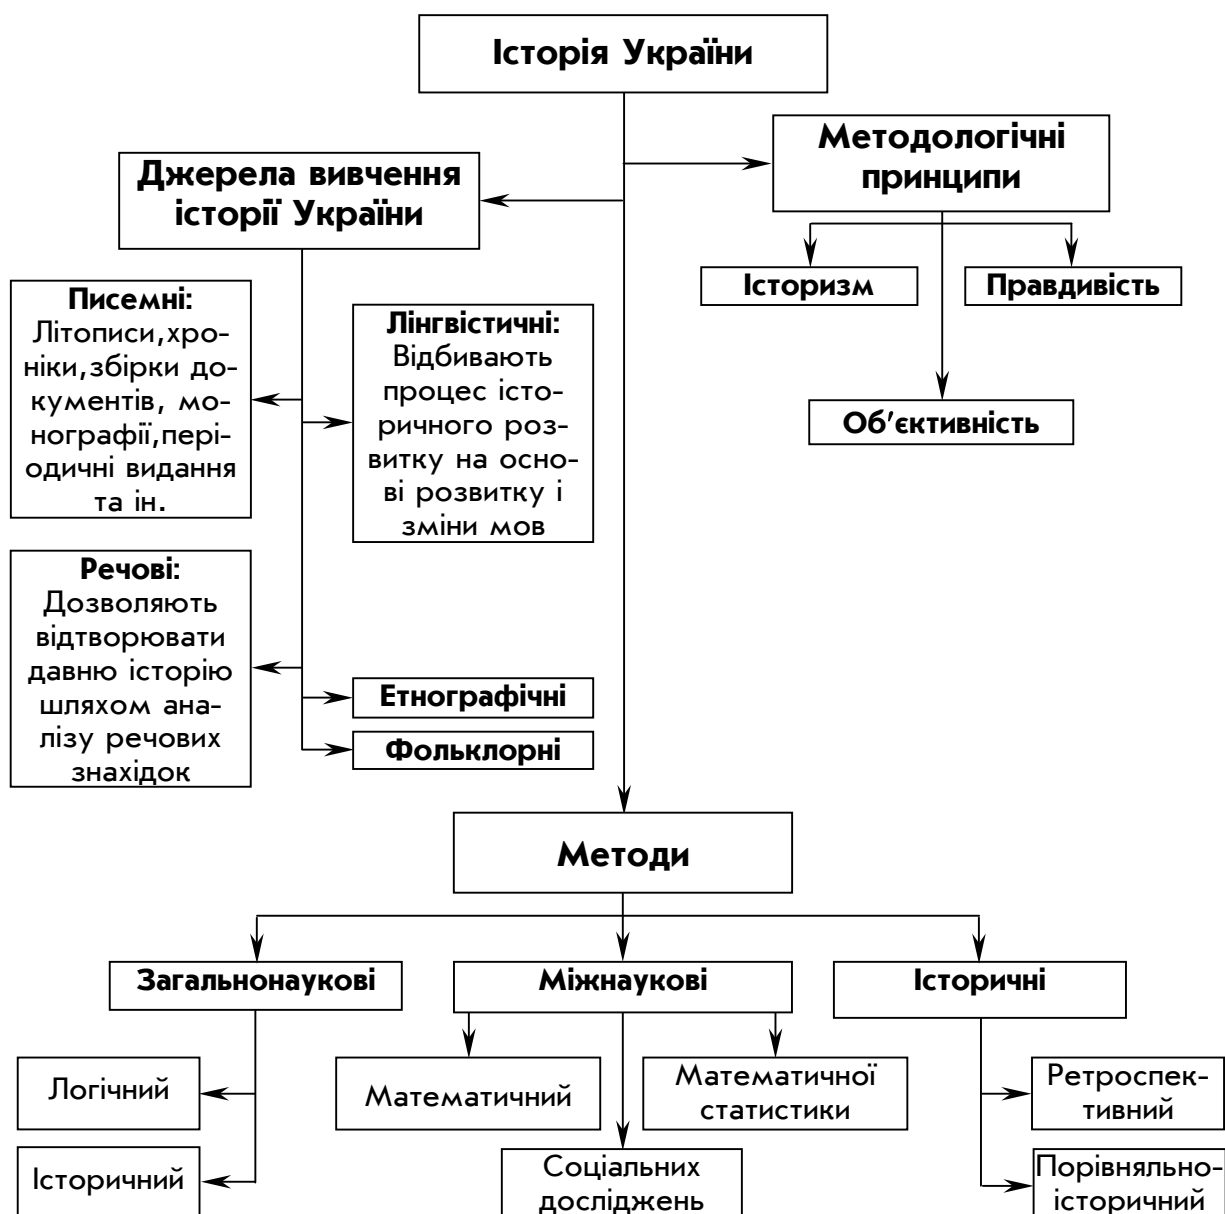 Історія України
Методологічні
принципи
Джерела вивчення
історії України
Історизм
Правдивість
Об'єктивність
Писемні:
Літописи,хро-
ніки,збірки до-
кументів, мо-
нографії,пері-
одичні видання
та ін.
Лінгвістичні:
Відбивають
процес істо-
ричного роз-
витку на осно-
ві розвитку і
зміни мов
Речові:
Дозволяють
відтворювати
давню історію
шляхом ана-
лізу речових
знахідок
Етнографічні
Фольклорні
Методи
Загальнонаукові
Міжнаукові
Історичні
Логічний
Історичний
Математичний
Математичної
статистики
Соціальних
досліджень
Ретроспек-
тивний
Порівняльно-
історичний